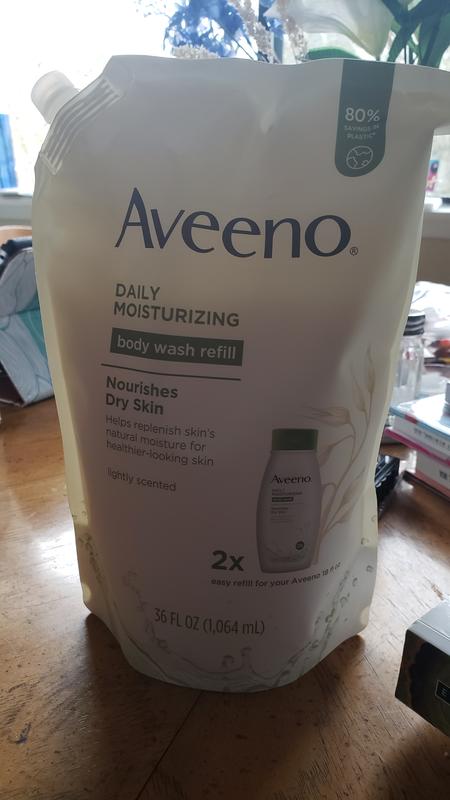 80%
SAVINGS IN
PLASTIC*
Aveeno®
DAILY
MOISTURIZING
body wash refill
Nourishes
Dry Skin
Helps replenish skin's
natural moisture for
healthier-looking skin
lightly scented
Aveeno
DAILY
MOISTURIZING
2x
easy refill for your Aveeno 18 fl oz
36 FL OZ (1,064 mL)